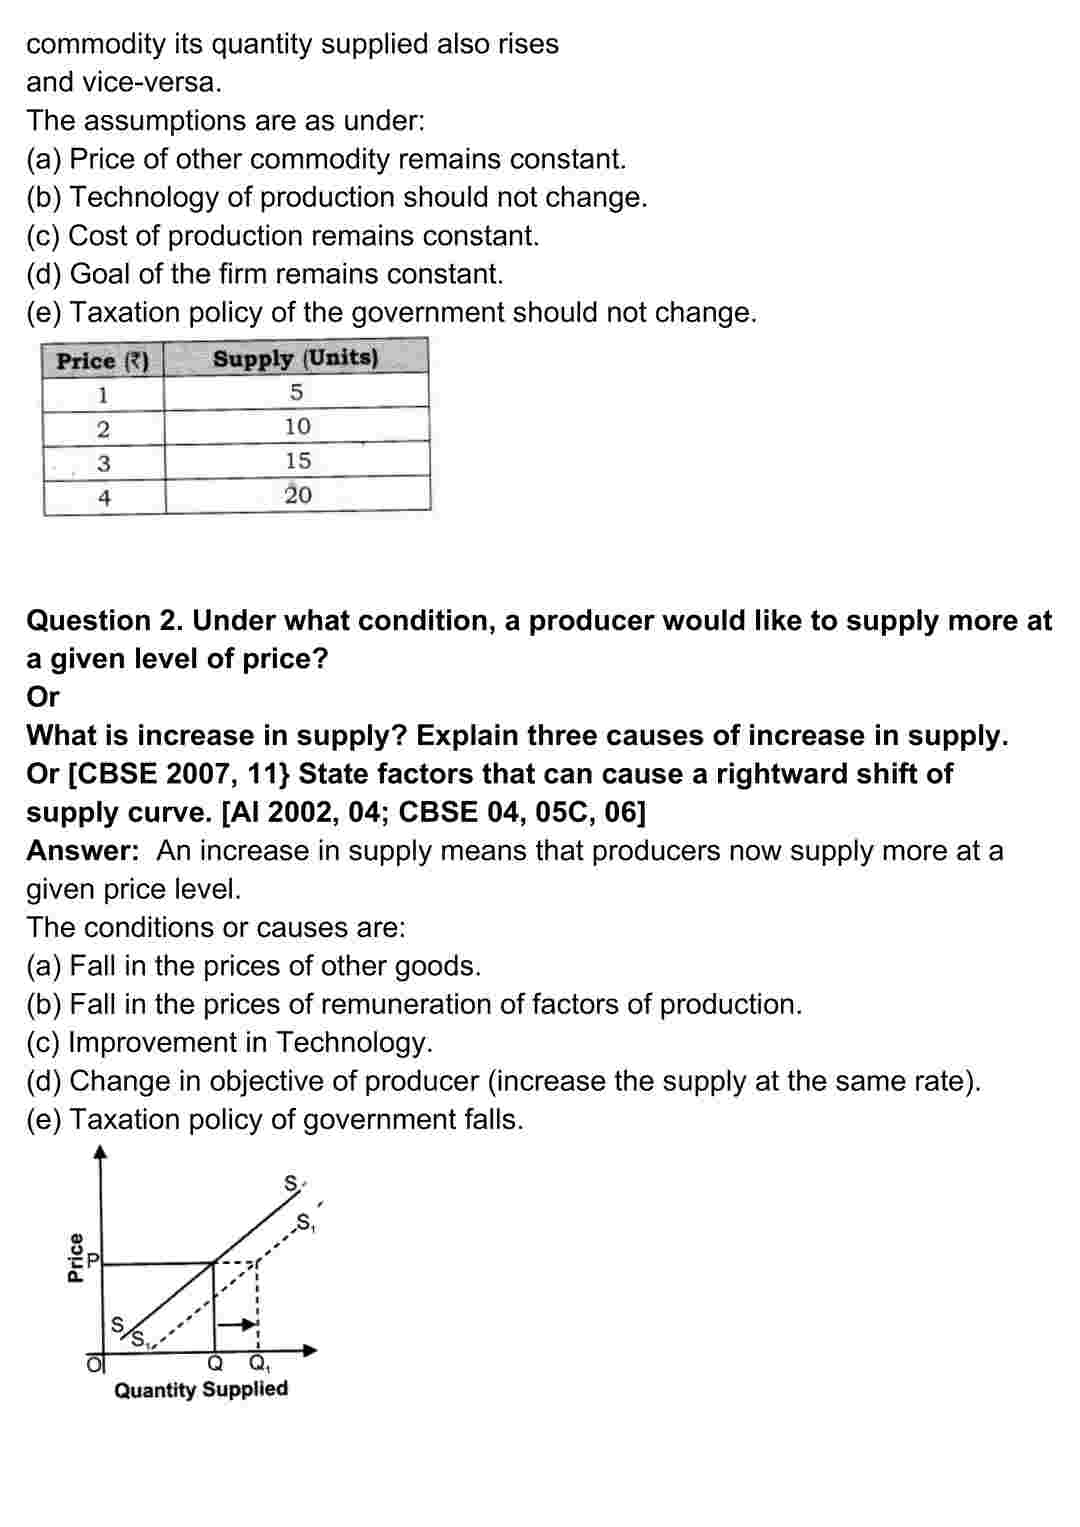 commodity its quantity supplied also rises
and vice-versa.
The assumptions are as under:
(a) Price of other commodity remains constant.
(b) Technology of production should not change.
(c) Cost of production remains constant.
(d) Goal of the firm remains constant.
(e) Taxation policy of the government should not change.
Price (₹) Supply (Units)
1 5
2 10
3 15
4 20
Question 2. Under what condition, a producer would like to supply more at
a given level of price?
Or
What is increase in supply? Explain three causes of increase in supply.
Or [CBSE 2007, 11} State factors that can cause a rightward shift of
supply curve. [AI 2002, 04; CBSE 04, 05C, 06]
Answer: An increase in supply means that producers now supply more at a
given price level.
The conditions or causes are:
(a) Fall in the prices of other goods.
(b) Fall in the prices of remuneration of factors of production.
(c) Improvement in Technology.
(d) Change in objective of producer (increase the supply at the same rate).
(e) Taxation policy of government falls.
S
S₁
Price
P
S
S₁
O
Q Q₁
Quantity Supplied